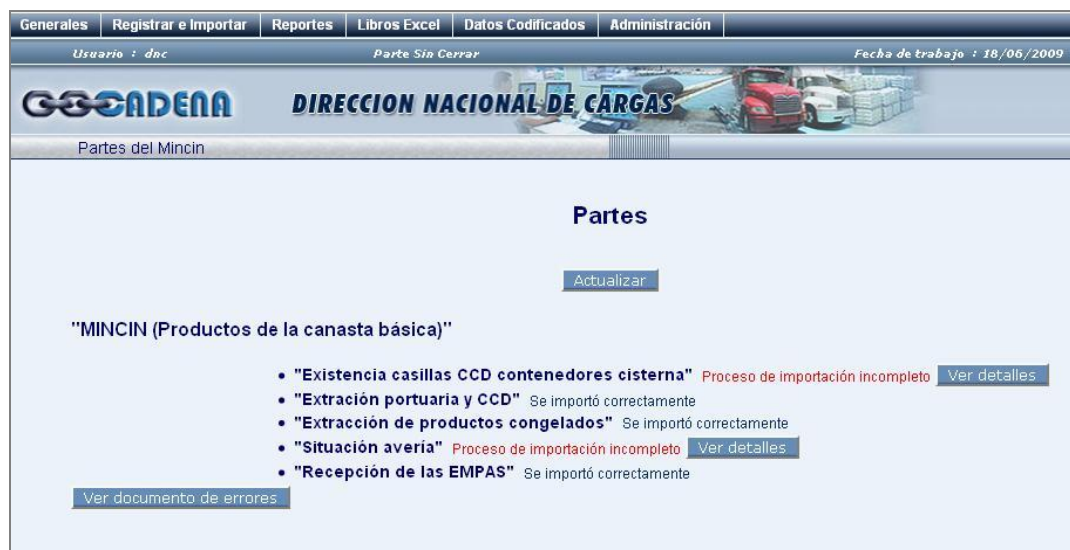 Generales Registrar e Importar Reportes Libros Excel Datos Codificados Administración
Usuario : dnc Parte Sin Cerrar Fecha de trabajo : 18/06/2009
CADENA DIRECCION NACIONAL DE CARGAS
Partes del Mincin
Partes
Actualizar
"MINCIN (Productos de la canasta básica)"
• "Existencia casillas CCD contenedores cisterna" Proceso de importación incompleto Ver detalles
• "Extración portuaria y CCD" Se importó correctamente
• "Extracción de productos congelados" Se importó correctamente
• "Situación avería" Proceso de importación incompleto Ver detalles
• "Recepción de las EMPAS" Se importó correctamente
Ver documento de errores